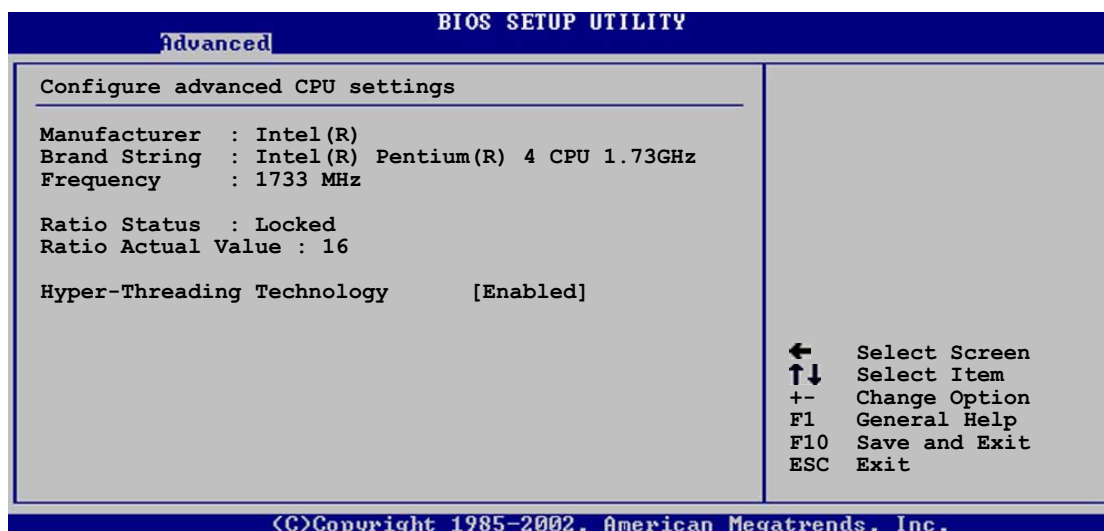 BIOS SETUP UTILITY
Advanced
Configure advanced CPU settings
Manufacturer : Intel(R)
Brand String : Intel(R) Pentium(R) 4 CPU 1.73GHz
Frequency : 1733 MHz
Ratio Status : Locked
Ratio Actual Value : 16
Hyper-Threading Technology [Enabled]
← Select Screen
↑↓ Select Item
+- Change Option
F1 General Help
F10 Save and Exit
ESC Exit
(C)Copyright 1985-2002, American Megatrends, Inc.